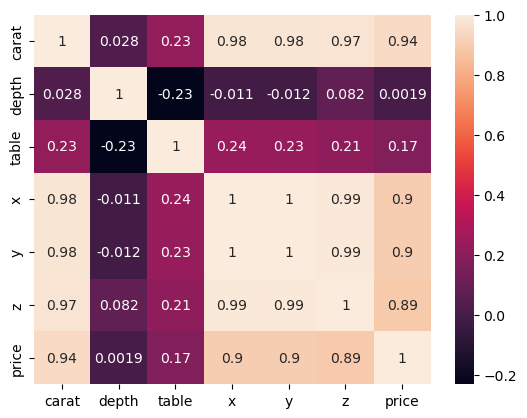 carat 1 0.028 0.23 0.98 0.98 0.97 0.94
depth 0.028 1 -0.23 -0.011 -0.012 0.082 0.0019
table 0.23 -0.23 1 0.24 0.23 0.21 0.17
x 0.98 -0.011 0.24 1 1 0.99 0.9
y 0.98 -0.012 0.23 1 1 0.99 0.9
z 0.97 0.082 0.21 0.99 0.99 1 0.89
price 0.94 0.0019 0.17 0.9 0.9 0.89 1
carat depth table x y z price
1.0
0.8
0.6
0.4
0.2
0.0
−0.2